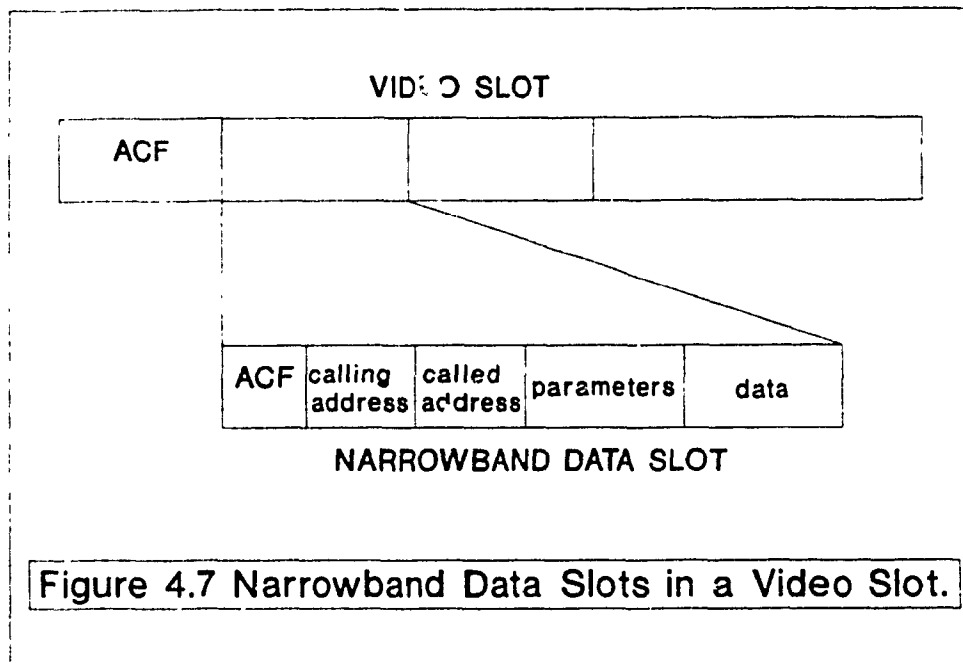 VIDEO SLOT
ACF
ACF calling address called address parameters data
NARROWBAND DATA SLOT
Figure 4.7 Narrowband Data Slots in a Video Slot.